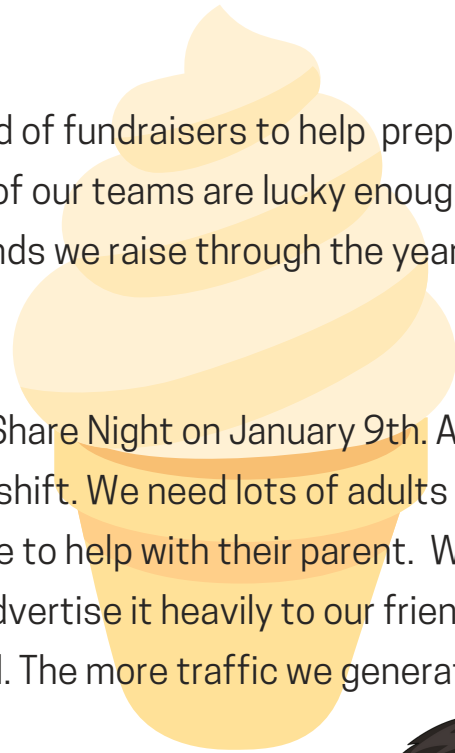 of fundraisers to help prep
of our teams are lucky enoug
nds we raise through the year
Share Night on January 9th. A
shift. We need lots of adults
e to help with their parent. W
dvertise it heavily to our frien
. The more traffic we generat